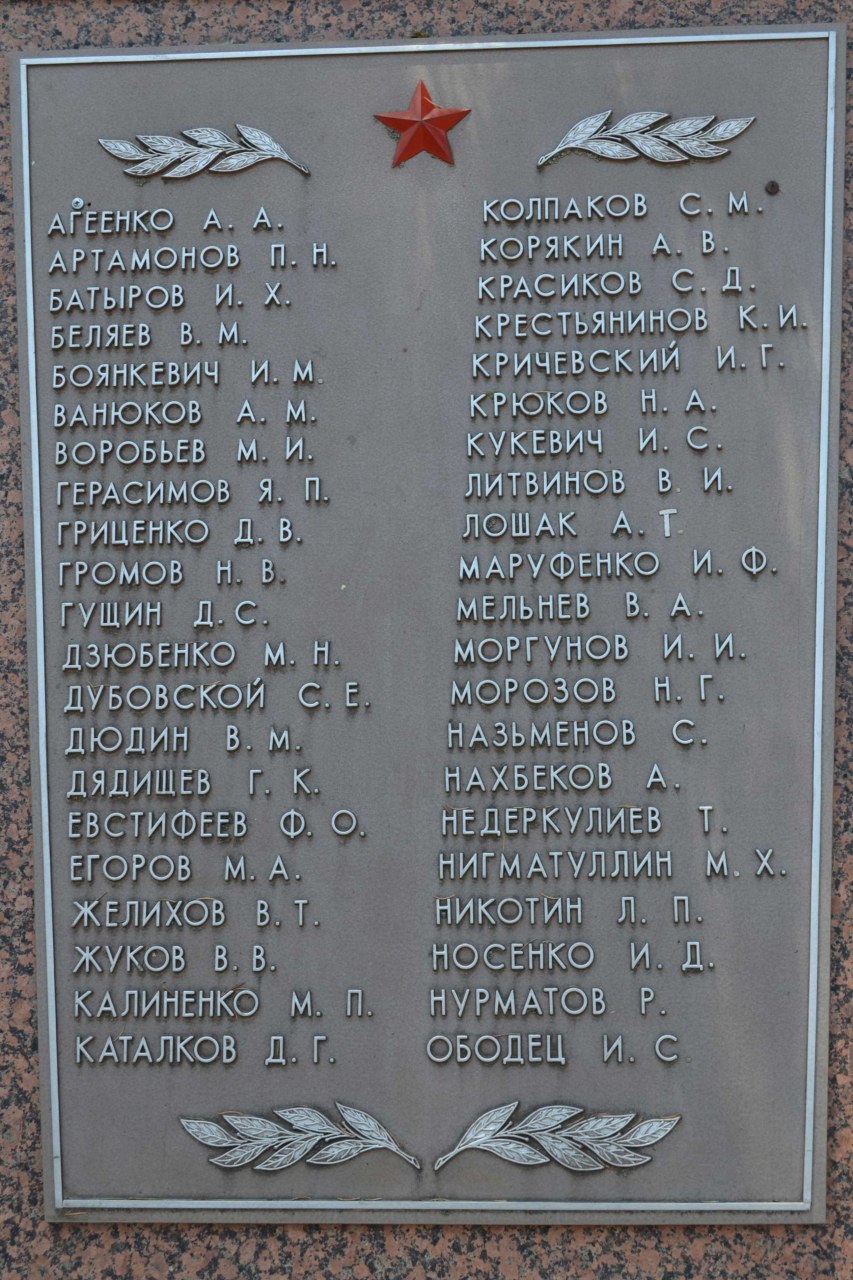 АГЕЕНКО А. А.
АРТАМОНОВ П. Н.
БАТЫРОВ И. Х.
БЕЛЯЕВ В. М.
БОЯНКЕВИЧ И. М.
ВАНЮКОВ А. М.
ВОРОБЬЕВ М. И.
ГЕРАСИМОВ Я. П.
ГРИЦЕНКО Д. В.
ГРОМОВ Н. В.
ГУЩИН Д. С.
ДЗЮБЕНКО М. Н.
ДУБОВСКОЙ С. Е.
ДЮДИН В. М.
ДЯДИЩЕВ Г. К.
ЕВСТИФЕЕВ Ф. О.
ЕГОРОВ М. А.
ЖЕЛИХОВ В. Т.
ЖУКОВ В. В.
КАЛИНЕНКО М. П.
КАТАЛКОВ Д. Г.
КОЛПАКОВ С. М.
КОРЯКИН А. В.
КРАСИКОВ С. Д.
КРЕСТЬЯНИНОВ К. И.
КРИЧЕВСКИЙ И. Г.
КРЮКОВ Н. А.
КУКЕВИЧ И. С.
ЛИТВИНОВ В. И.
ЛОШАК А. Т
МАРУФЕНКО И. Ф.
МЕЛЬНЕВ В. А.
МОРГУНОВ И. И.
МОРОЗОВ Н. Г.
НАЗЬМЕНОВ С.
НАХБЕКОВ А.
НЕДЕРКУЛИЕВ Т.
НИГМАТУЛЛИН М. Х.
НИКОТИН Л. П.
НОСЕНКО И. Д.
НУРМАТОВ Р.
ОБОДЕЦ И. С